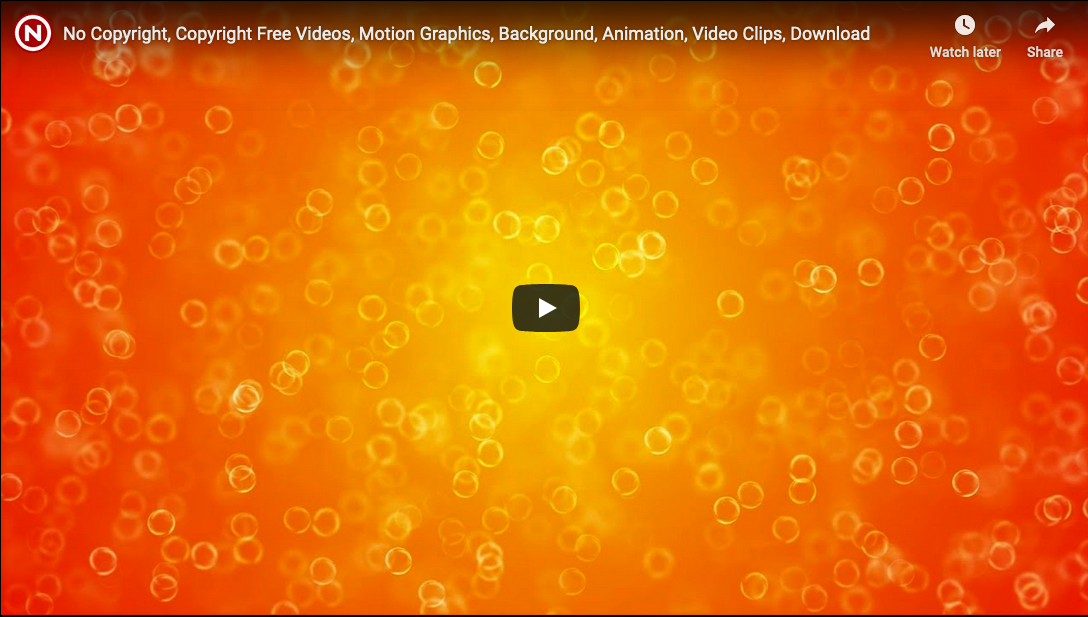 N No Copyright, Copyright Free Videos, Motion Graphics, Background, Animation, Video Clips, Download
Watch later
Share